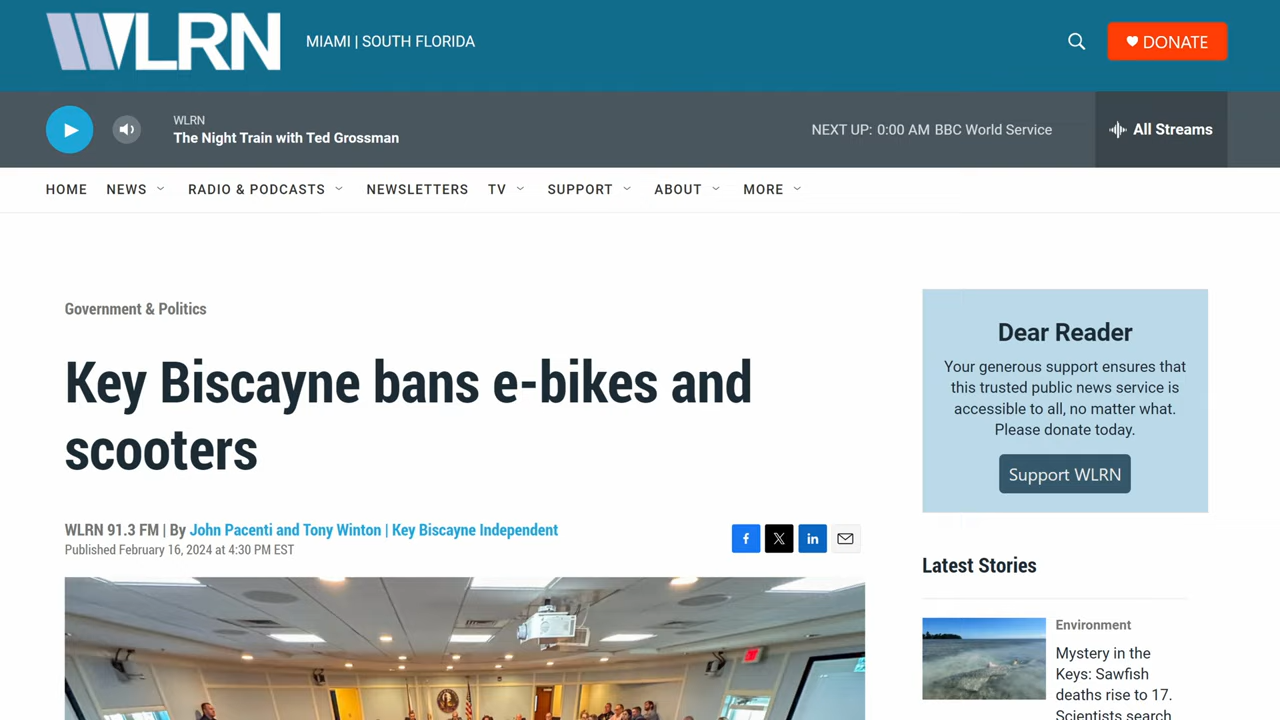 WLRN
MIAMI | SOUTH FLORIDA
DONATE
WLRN
The Night Train with Ted Grossman
NEXT UP: 0:00 AM BBC World Service
All Streams
HOME NEWS RADIO & PODCASTS NEWSLETTERS TV SUPPORT ABOUT MORE
Government & Politics
Key Biscayne bans e-bikes and
scooters
WLRN 91.3 FM | By John Pacenti and Tony Winton | Key Biscayne Independent
Published February 16, 2024 at 4:30 PM EST
f X in
Dear Reader
Your generous support ensures that
this trusted public news service is
accessible to all, no matter what.
Please donate today.
Support WLRN
Latest Stories
Environment
Mystery in the
Keys: Sawfish
deaths rise to 17.
Scientists search